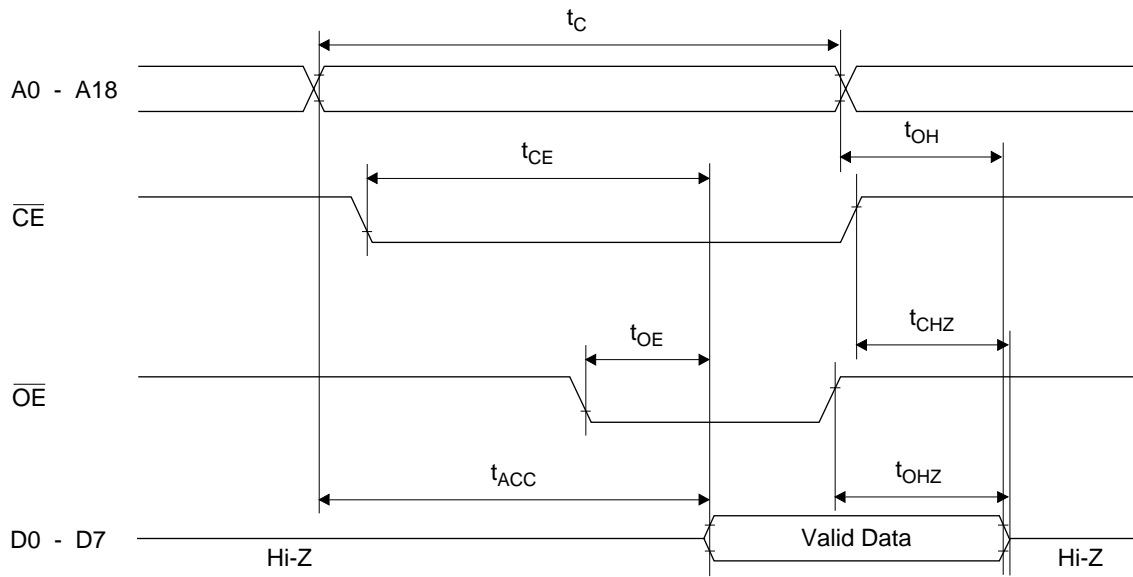 tC
A0 - A18
tOH
tCE
CE
tCHZ
tOE
OE
tACC
tOHZ
D0 - D7
Valid Data
Hi-Z
Hi-Z